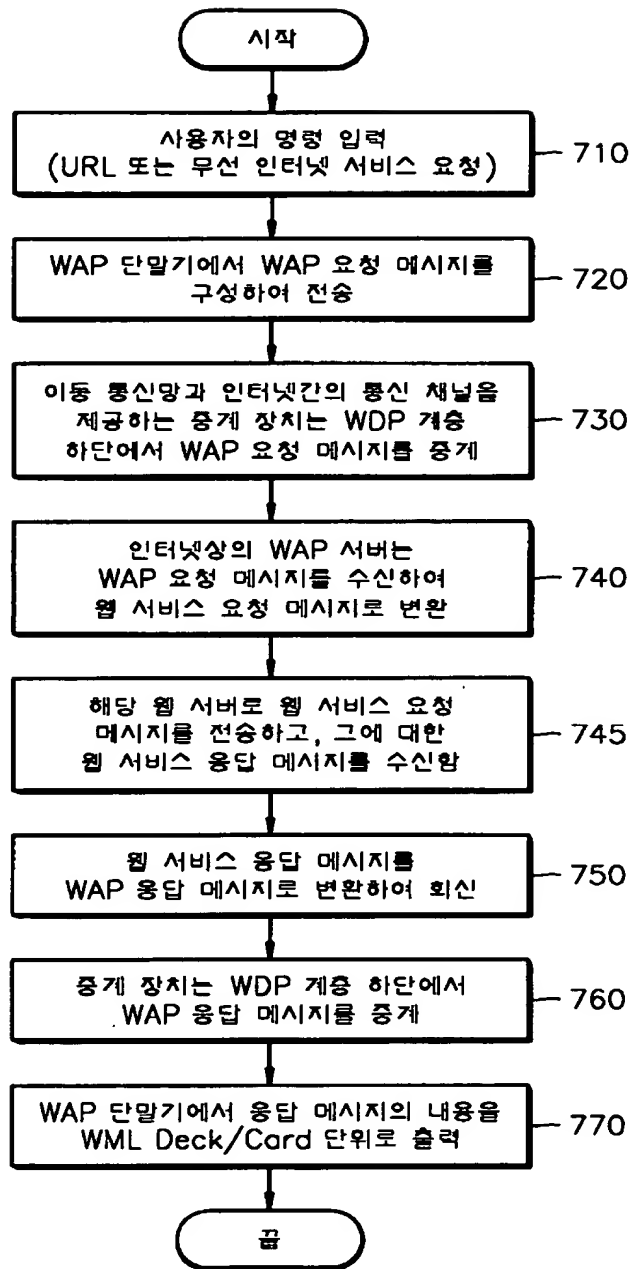 시작
사용자의 명령 입력
(URL 또는 무선 인터넷 서비스 요청)
710
WAP 단말기에서 WAP 요청 메시지를
구성하여 전송
720
이동 통신망과 인터넷간의 통신 채널을
제공하는 중계 장치는 WDP 계층
하단에서 WAP 요청 메시지를 중계
730
인터넷상의 WAP 서버는
WAP 요청 메시지를 수신하여
웹 서비스 요청 메시지로 변환
740
해당 웹 서버로 웹 서비스 요청
메시지를 전송하고, 그에 대한
웹 서비스 응답 메시지를 수신함
745
웹 서비스 응답 메시지를
WAP 응답 메시지로 변환하여 회신
750
중계 장치는 WDP 계층 하단에서
WAP 응답 메시지를 중계
760
WAP 단말기에서 응답 메시지의 내용을
WML Deck/Card 단위로 출력
770
끝